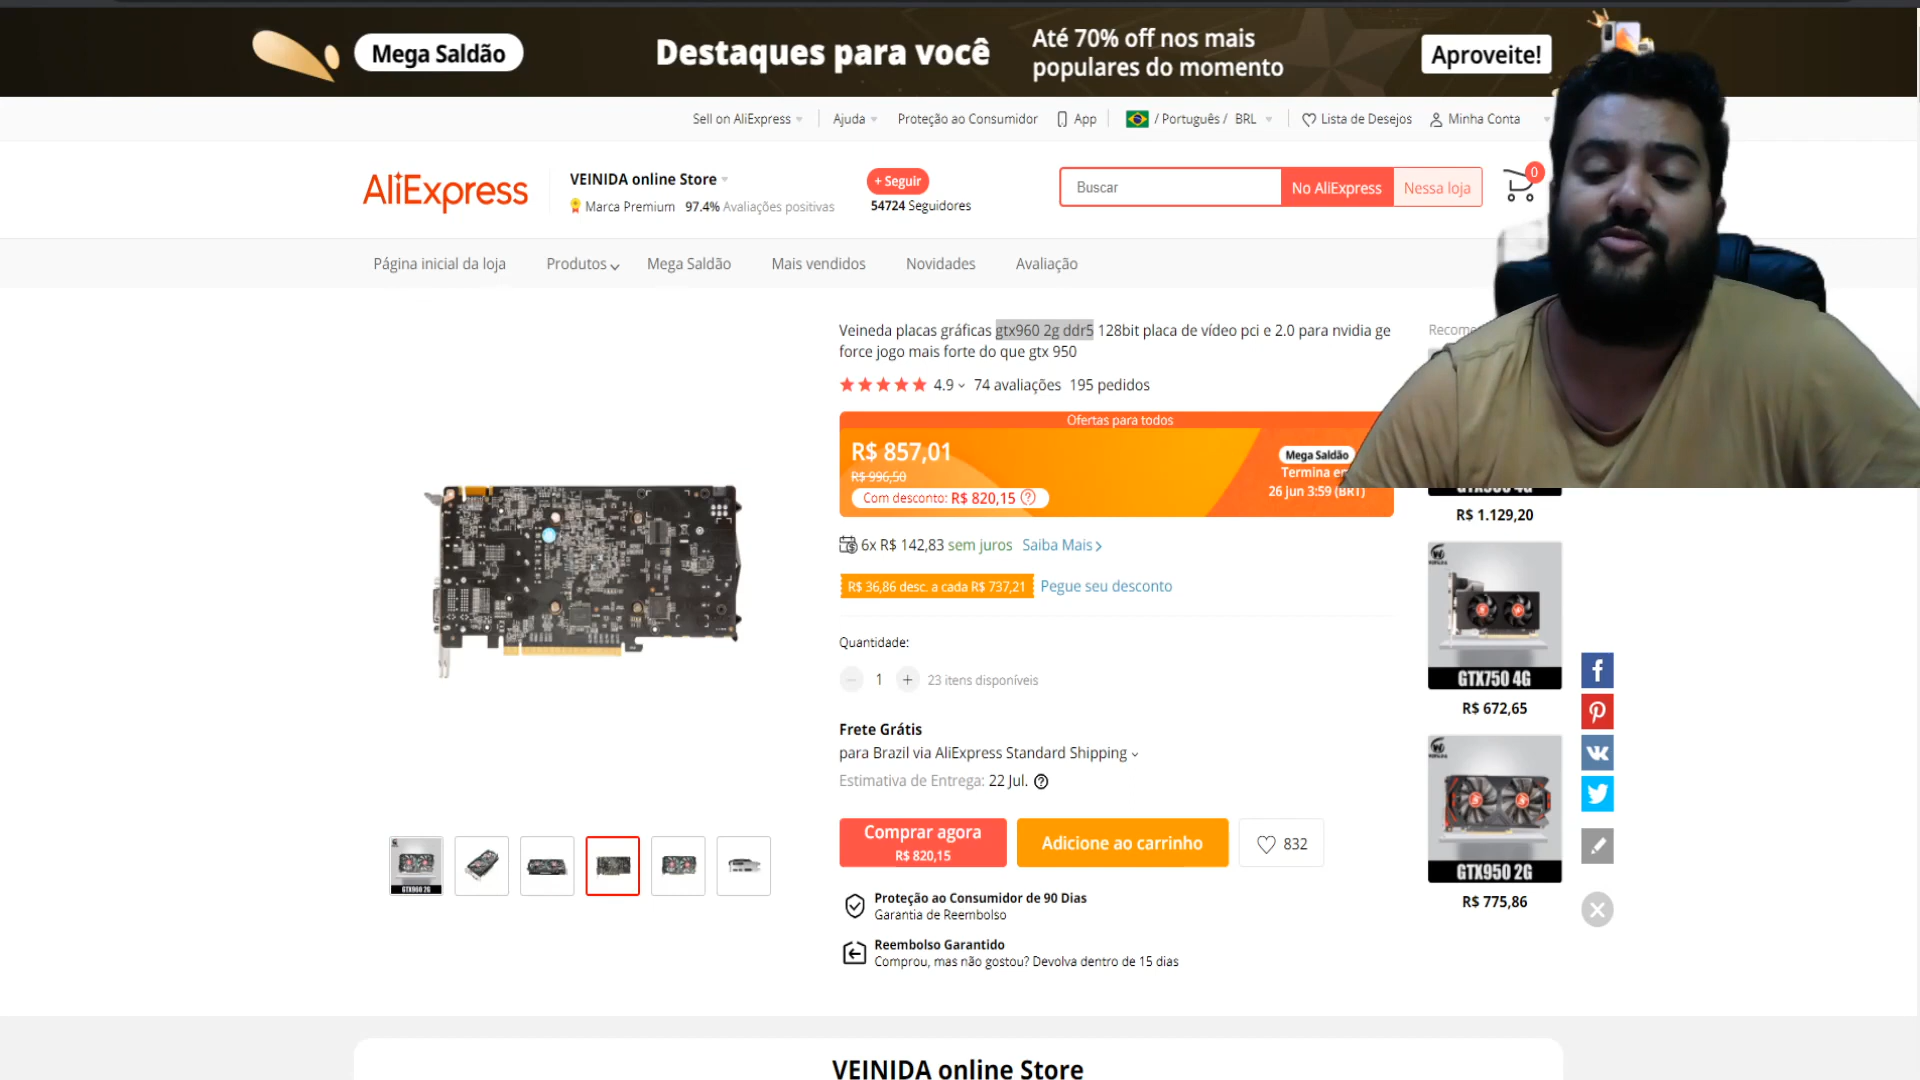 Mega Saldão
Destaques para você
Até 70% off nos mais
populares do momento
Aproveite!
Sell on AliExpress
Ajuda
Proteção ao Consumidor
App
/ Português / BRL
Lista de Desejos
Minha Conta
AliExpress
VEINIDA online Store
Marca Premium 97.4% Avaliações positivas
+ Seguir
54724 Seguidores
Buscar
No AliExpress
Nessa loja
0
Página inicial da loja
Produtos
Mega Saldão
Mais vendidos
Novidades
Avaliação
Veineda placas gráficas gtx960 2g ddr5 128bit placa de vídeo pci e 2.0 para nvidia ge
force jogo mais forte do que gtx 950
4.9 74 avaliações 195 pedidos
Ofertas para todos
R$ 857,01
R$ 996,50
Com desconto: R$ 820,15
Mega Saldão
Termina
26 jun 3:59 (BRT)
6x R$ 142,83 sem juros Saiba Mais
R$ 36,86 desc. a cada R$ 737,21 Pegue seu desconto
Quantidade:
1
23 itens disponíveis
Frete Grátis
para Brazil via AliExpress Standard Shipping
Estimativa de Entrega: 22 Jul.
Comprar agora
R$ 820,15
Adicione ao carrinho
832
Proteção ao Consumidor de 90 Dias
Garantia de Reembolso
Reembolso Garantido
Comprou, mas não gostou? Devolva dentro de 15 dias
GTX960 2G
R$ 1.129,20
GTX750 4G
R$ 672,65
GTX950 2G
R$ 775,86
VEINIDA online Store